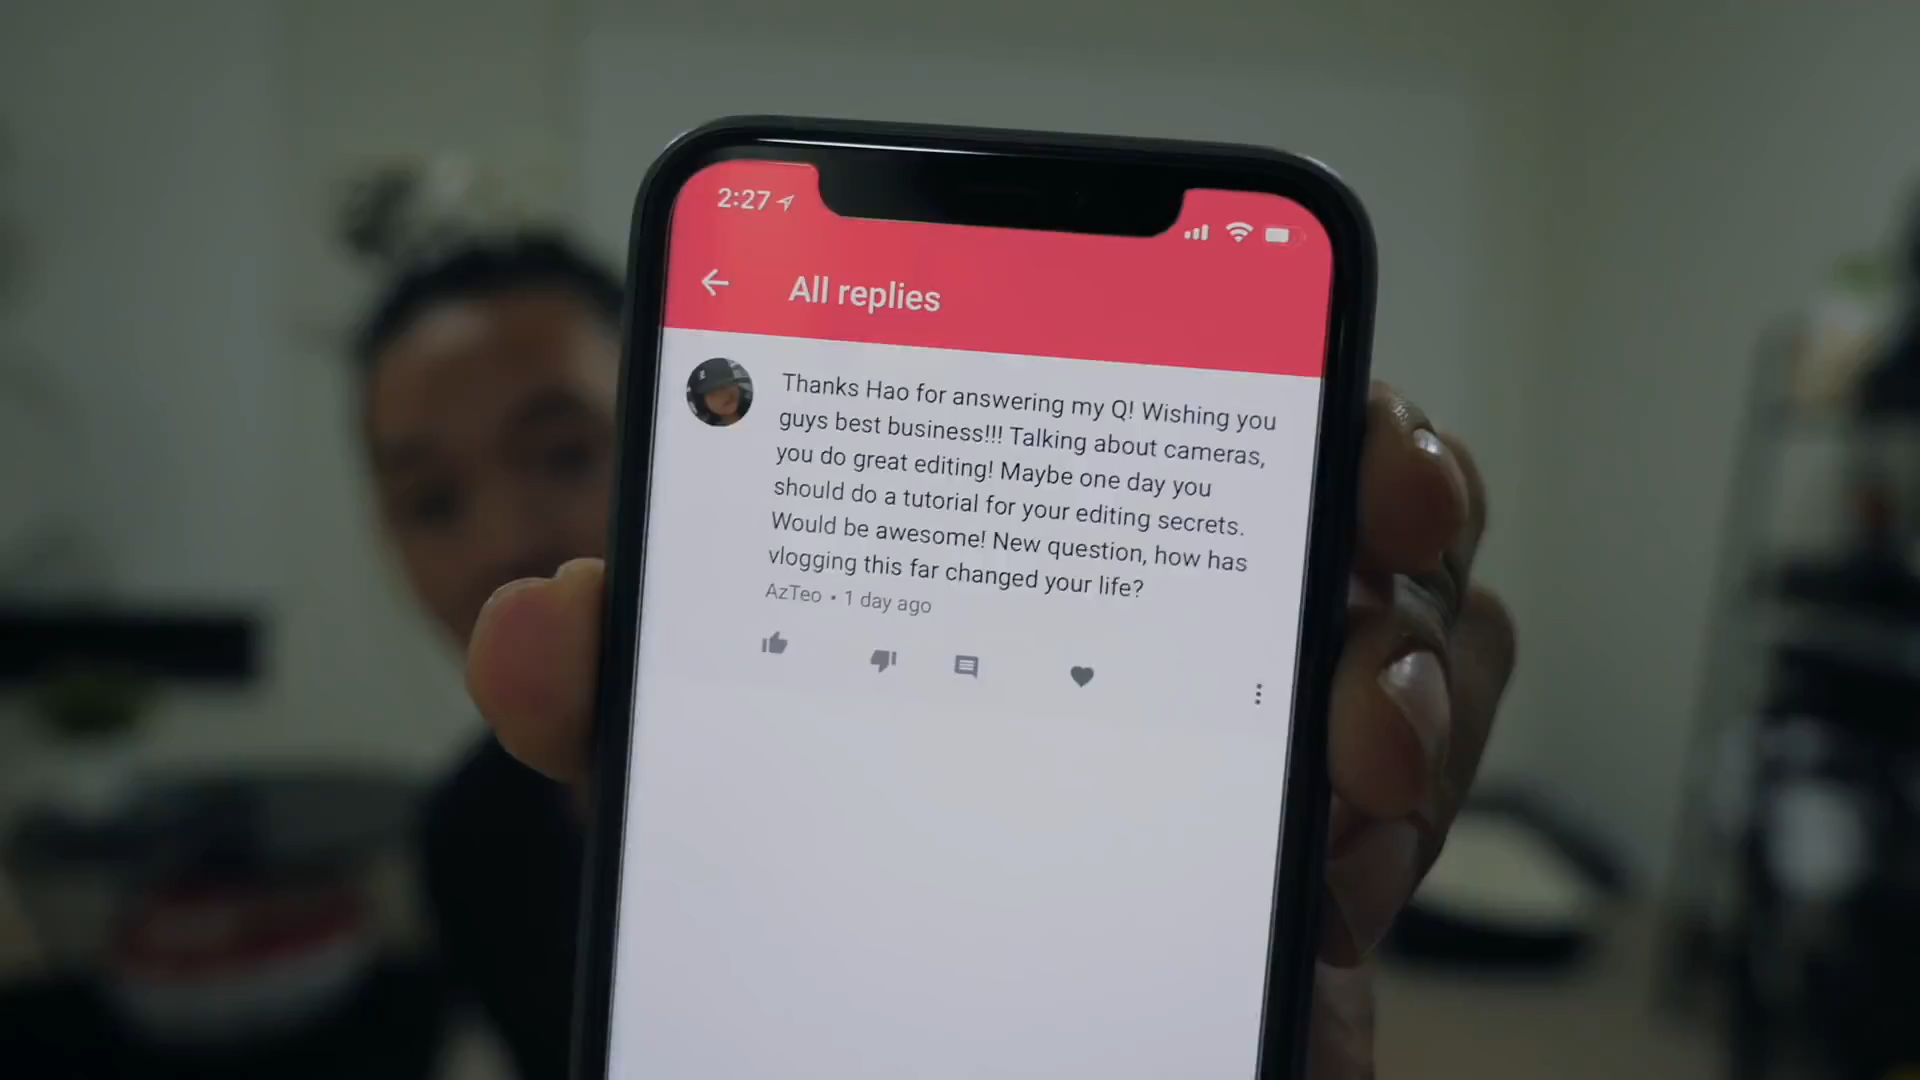 2:27
All replies
Thanks Hao for answering my Q! Wishing you
guys best business!!! Talking about cameras,
you do great editing! Maybe one day you
should do a tutorial for your editing secrets.
Would be awesome! New question, how has
vlogging this far changed your life?
AzTeo • 1 day ago